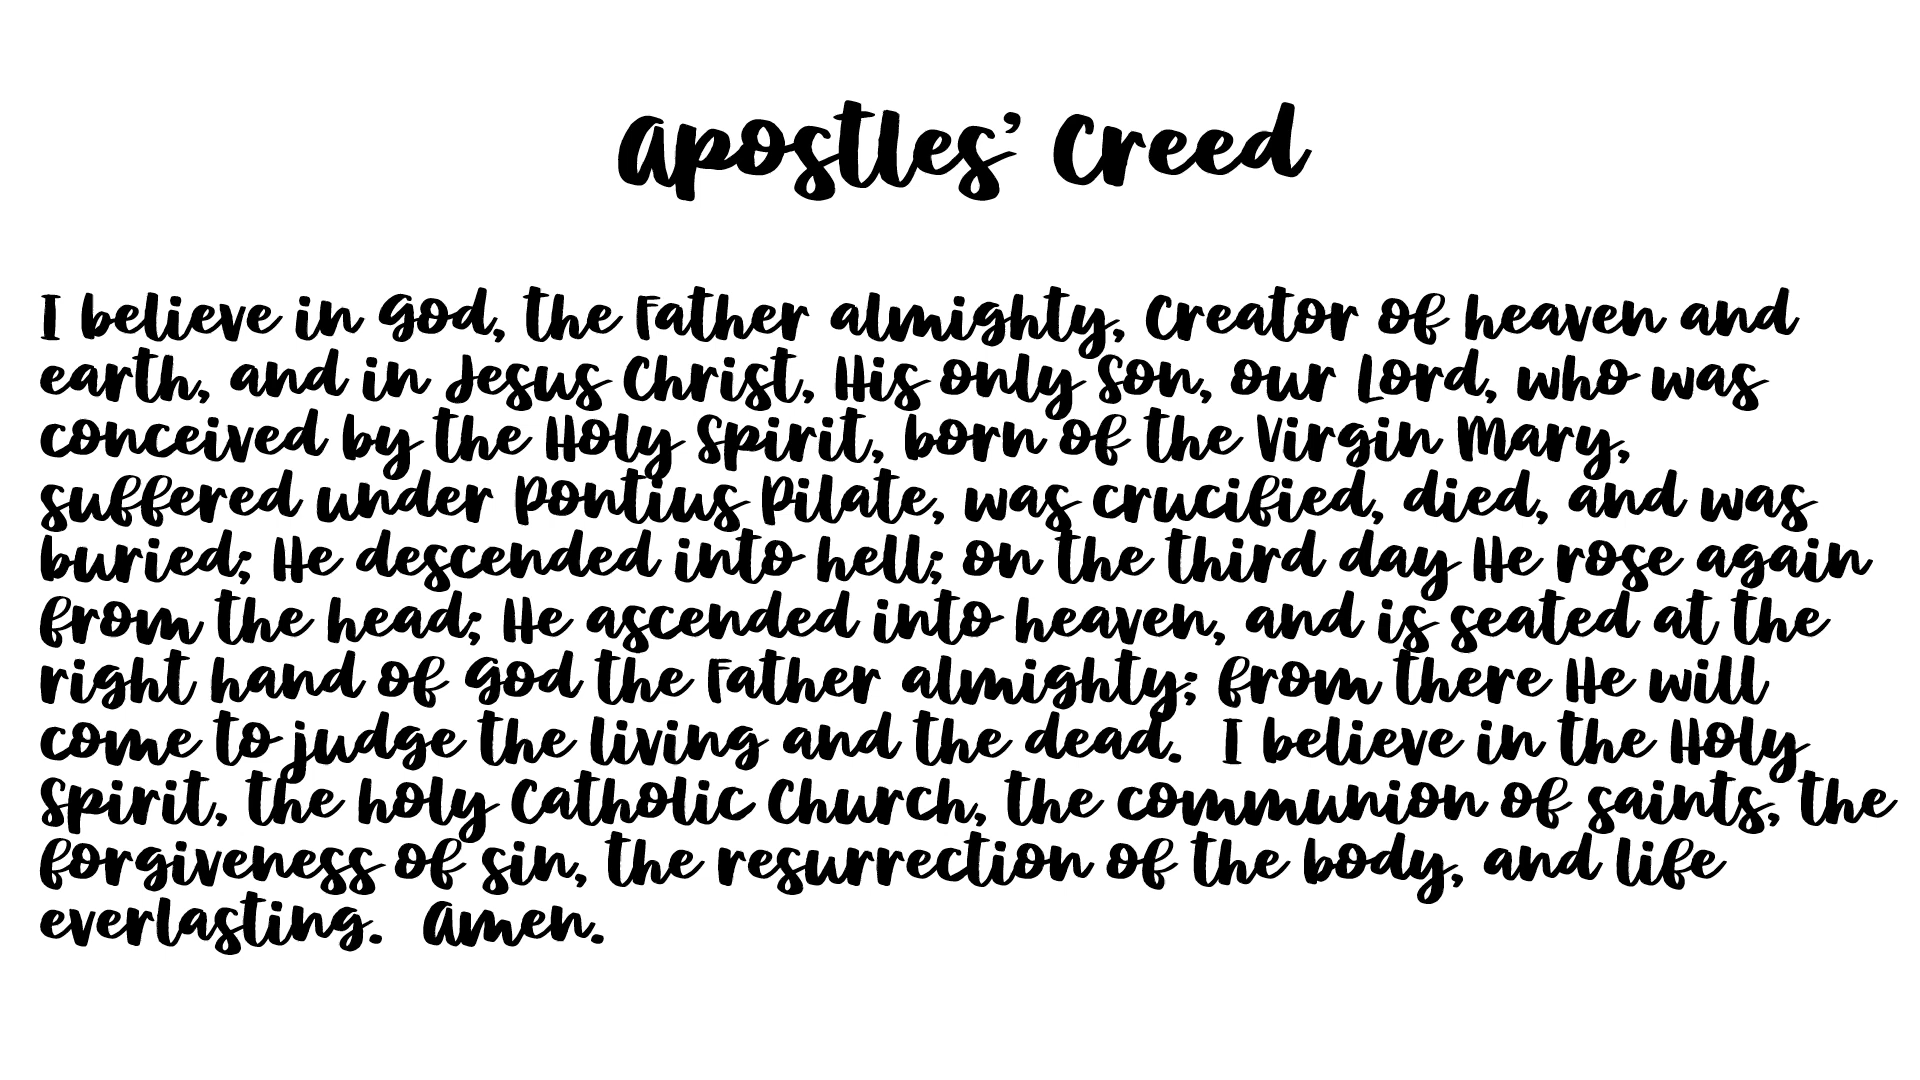 Apostles’ Creed
I believe in God, the Father almighty, Creator of heaven and
earth, and in Jesus Christ, His only Son, our Lord, who was
conceived by the Holy Spirit, born of the Virgin Mary,
suffered under Pontius Pilate, was crucified, died, and was
buried; He descended into hell; on the third day He rose again
from the head; He ascended into heaven, and is seated at the
right hand of God the Father almighty; from there He will
come to judge the living and the dead.  I believe in the Holy
Spirit, the holy Catholic Church, the communion of saints, the
forgiveness of sin, the resurrection of the body, and life
everlasting.  Amen.